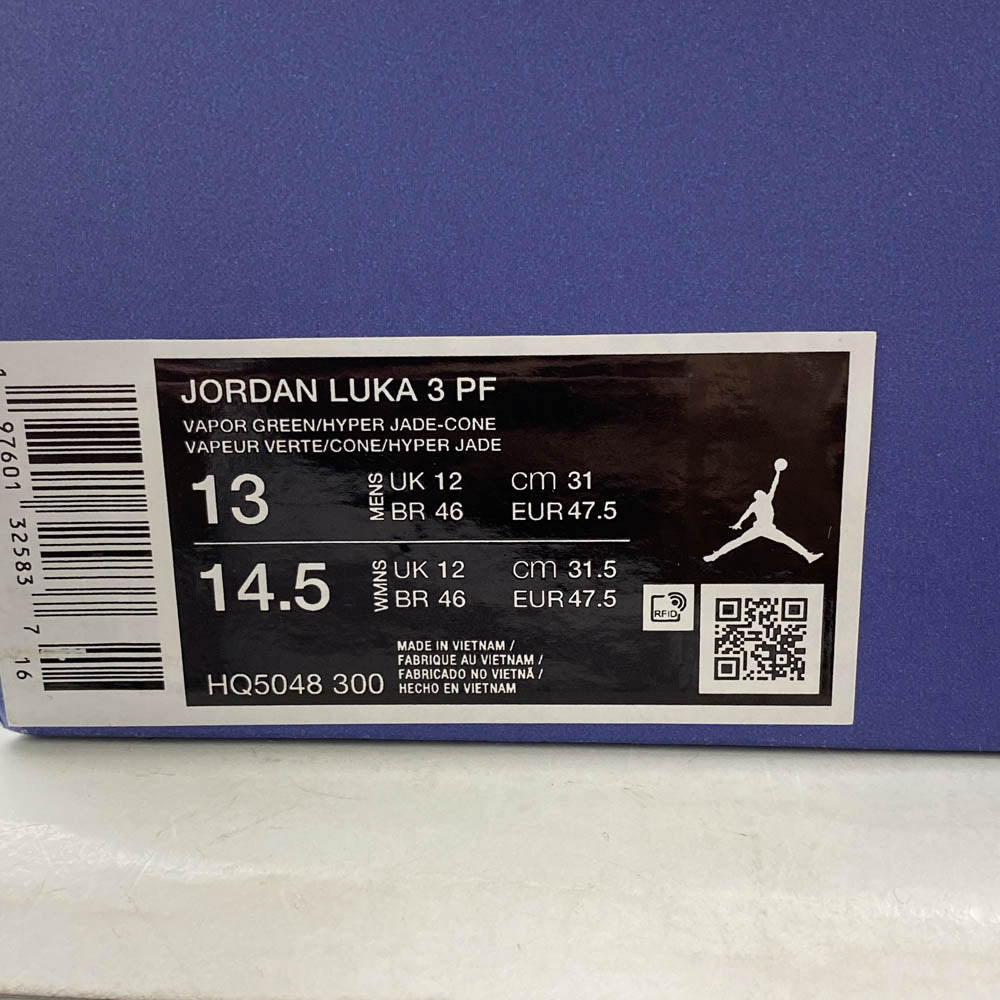 JORDAN LUKA 3 PF
VAPOR GREEN/HYPER JADE-CONE
VAPEUR VERTE/CONE/HYPER JADE
13 MENS UK 12 cm 31
BR 46 EUR 47.5
14.5 WMNS UK 12 cm 31.5
BR 46 EUR 47.5
RFID
HQ5048 300
MADE IN VIETNAM /
FABRIQUE AU VIETNAM /
FABRICADO NO VIETNÃ /
HECHO EN VIETNAM
1 97601 32583 7 16